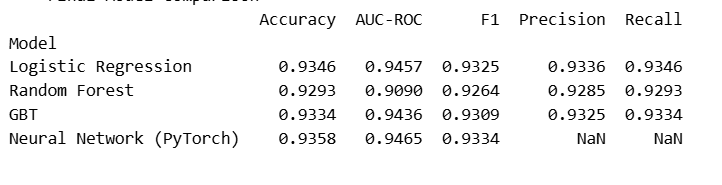 Accuracy AUC-ROC F1 Precision Recall
Model
Logistic Regression 0.9346 0.9457 0.9325 0.9336 0.9346
Random Forest 0.9293 0.9090 0.9264 0.9285 0.9293
GBT 0.9334 0.9436 0.9309 0.9325 0.9334
Neural Network (PyTorch) 0.9358 0.9465 0.9334 NaN NaN